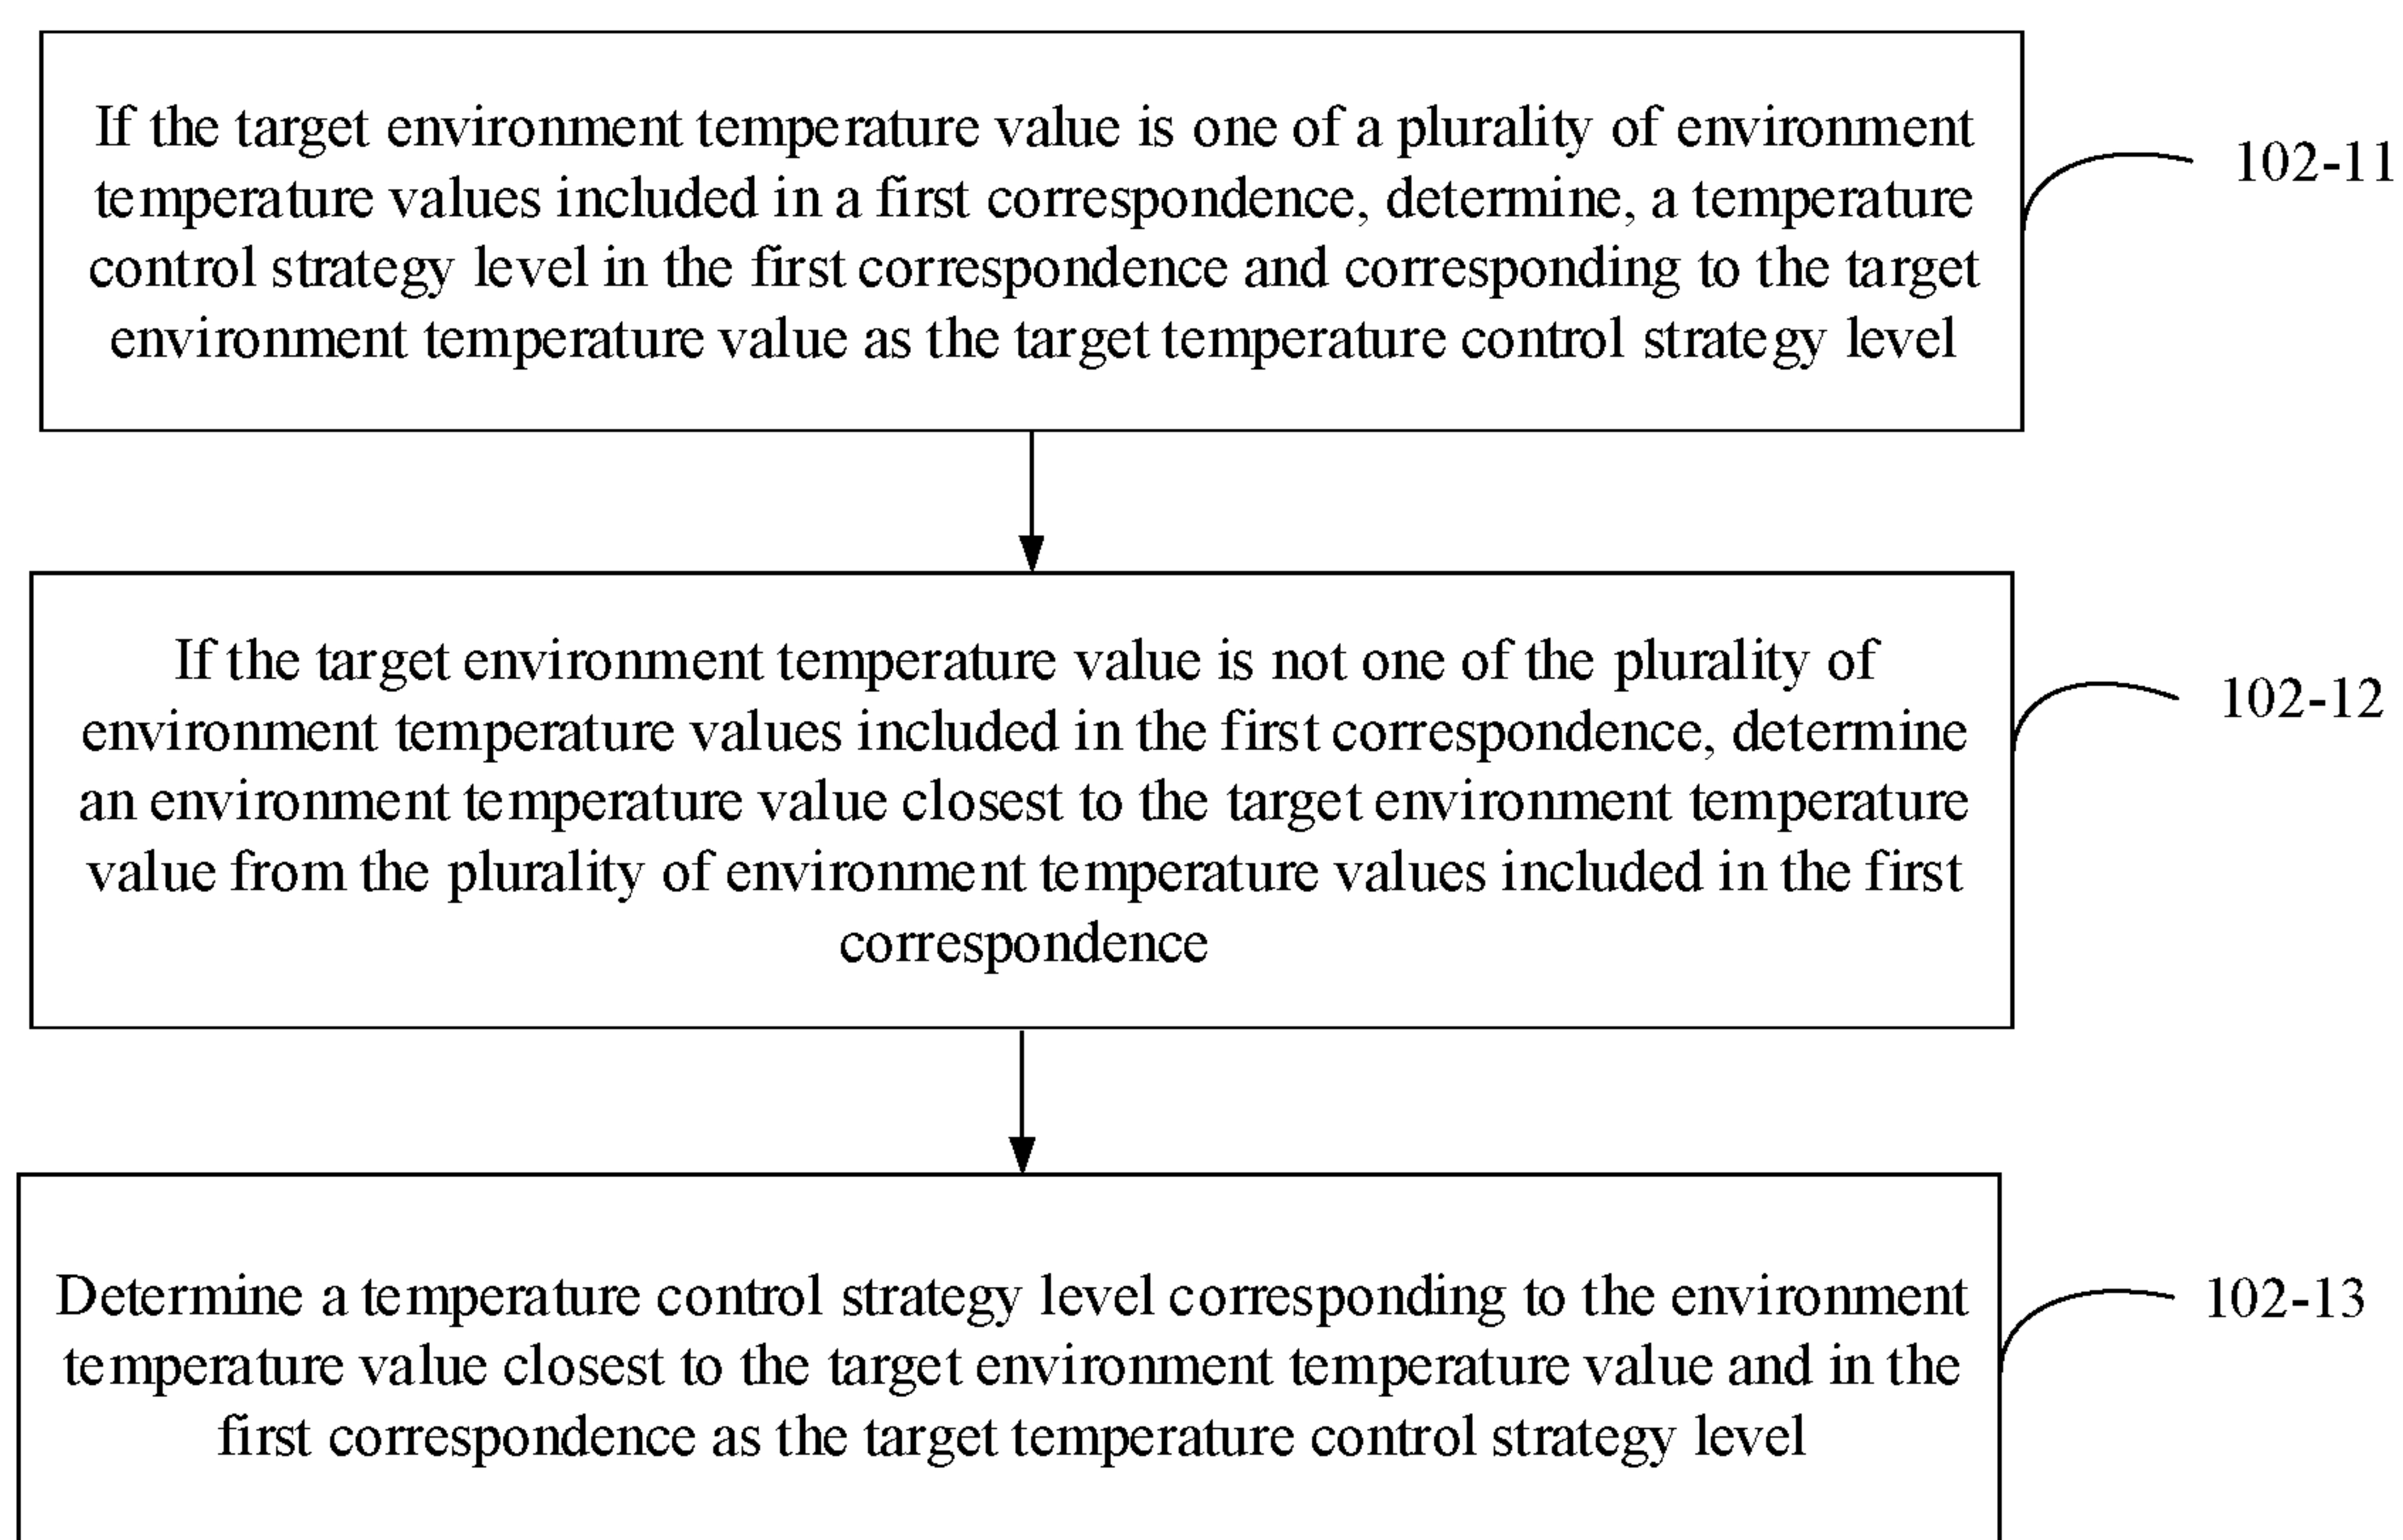 If the target environment temperature value is one of a plurality of environment
temperature values included in a first correspondence, determine, a temperature
control strategy level in the first correspondence and corresponding to the target
environment temperature value as the target temperature control strategy level
102-11
If the target environment temperature value is not one of the plurality of
environment temperature values included in the first correspondence, determine
an environment temperature value closest to the target environment temperature
value from the plurality of environment temperature values included in the first
correspondence
102-12
Determine a temperature control strategy level corresponding to the environment
temperature value closest to the target environment temperature value and in the
first correspondence as the target temperature control strategy level
102-13